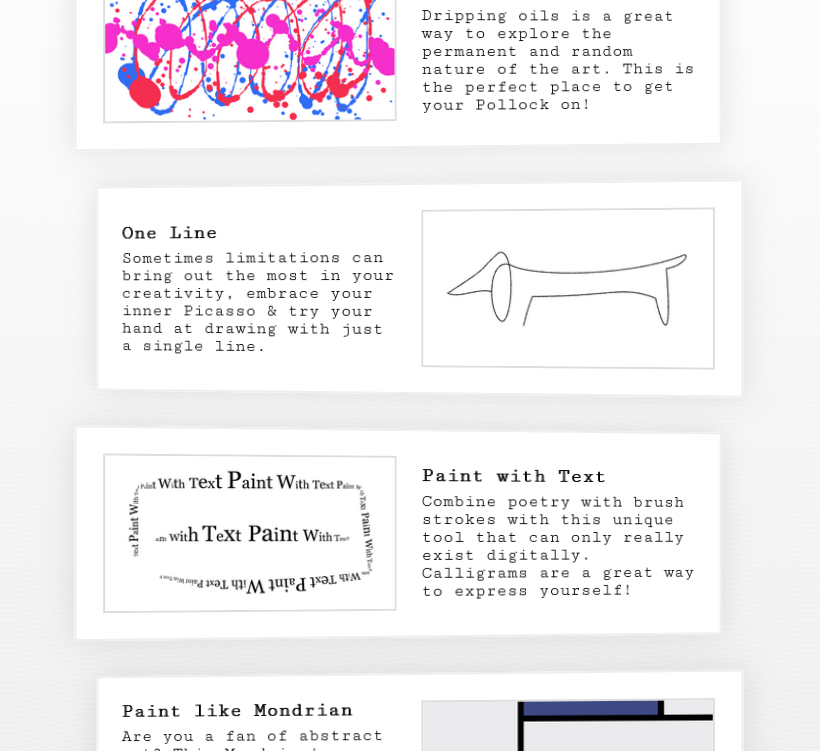 Dripping oils is a great
way to explore the
permanent and random
nature of the art. This is
the perfect place to get
your Pollock on!
One Line
Sometimes limitations can
bring out the most in your
creativity, embrace your
inner Picasso & try your
hand at drawing with just
a single line.
Paint With Text Paint With Text Paint
With Text Paint With Text
Text Paint With
Text Paint With Text
With Text Paint With Text Paint With Text
Paint with Text
Combine poetry with brush
strokes with this unique
tool that can only really
exist digitally.
Calligrams are a great way
to express yourself!
Paint like Mondrian
Are you a fan of abstract